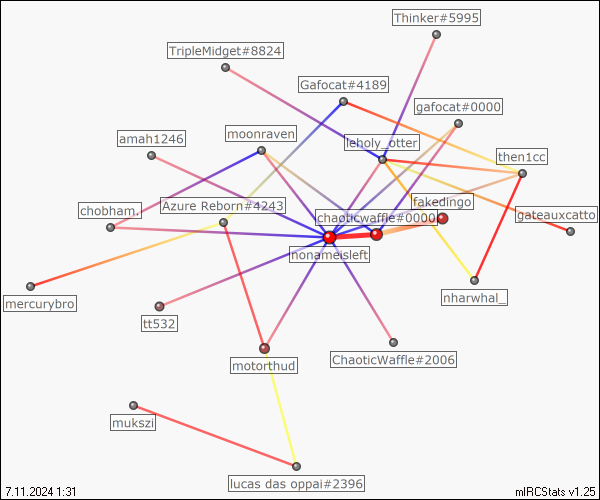 Thinker#5995
TripleMidget#8824
Gafocat#4189
gafocat#0000
moonraven
amah1246
leholy_otter
then1cc
fakedingo
Azure Reborn#4243
chobham.
chaoticwaffle#0000
gateauxcatto
nonameisleft
mercurybro
nharwhal_
tt532
ChaoticWaffle#2006
motorthud
mukszi
lucas das oppai#2396
7.11.2024 1:31
mIRCStats v1.25